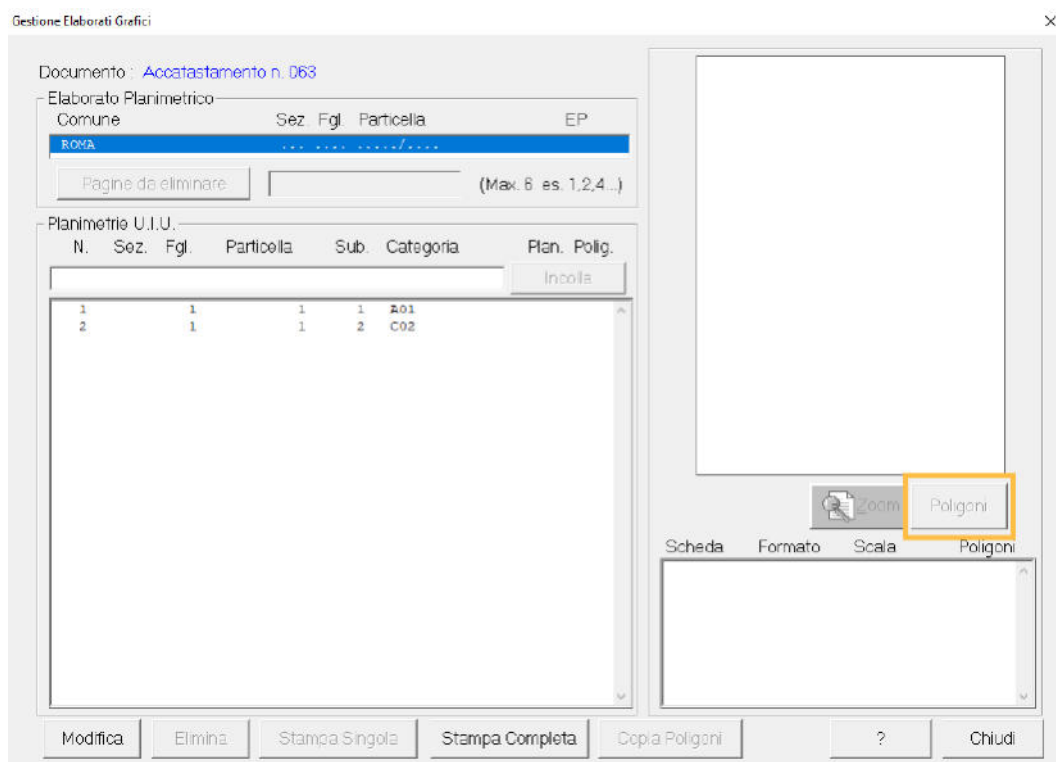 Gestione Elaborati Grafici
Documento : Accatastamento n. 063
Elaborato Planimetrico
Comune Sez. Fgl. Particella EP
ROMA ... .... ...../....
Pagine da eliminare (Max. 6 es. 1,2,4...)
Planimetrie U.I.U.
N. Sez. Fgl. Particella Sub. Categoria Plan. Polig.
Incolla
1 1 1 1 A01
2 1 1 2 C02
Zoom Poligoni
Scheda Formato Scala Poligoni
Modifica Elimina Stampa Singola Stampa Completa Copia Poligoni ? Chiudi